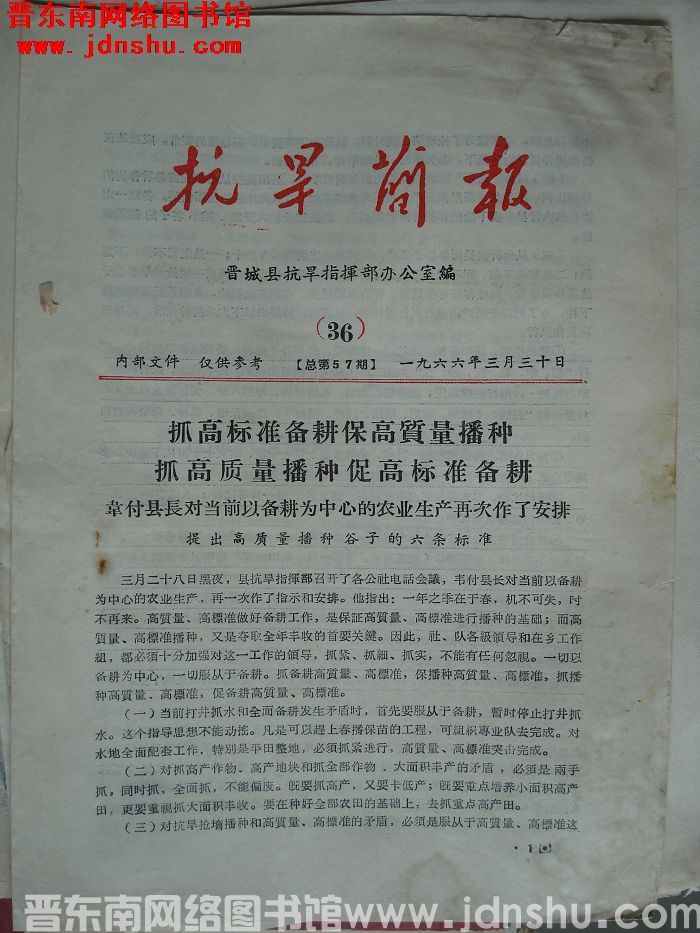 晋东南网络图书馆
www.jdnshu.com
抗旱简报
晋城县抗旱指揮部办公室編
(36)
内部文件 仅供参考 【总第57期】 一九六六年三月三十日
抓高标准备耕保高質量播种
抓高质量播种促高标准备耕
韋付县長对当前以备耕为中心的农业生产再次作了安排
提出高质量播种谷子的六条标准
三月二十八日黑夜，县抗旱指揮部召开了各公社电話会議，韦付县长对当前以备耕
为中心的农业生产，再一次作了指示和安排。他指出：一年之季在于春，机不可失，时
不再来。高質量、高標准做好备耕工作，是保証高質量、高標准进行播种的基础；而高
質量、高標准播种，又是夺取全年丰收的首要关鍵。因此，社、队各級領导和在乡工作
組，都必須十分加强对这一工作的領导，抓紧、抓細、抓实，不能有任何忽視。一切以
备耕为中心，一切服从于备耕。抓备耕高質量、高標准，保播种高質量、高標准，抓播
种高質量、高標准，促备耕高質量、高標准。
（一）当前打井抓水和全面备耕发生矛盾时，首先要服从于备耕，暂时停止打井抓
水。这个指导思想不能动搖。凡是可以赶上春播保苗的工程，可組織專业队去完成。对
水地全面配套工作，特別是平田整地，必須抓紧进行，高質量、高標准突击完成。
（二）对抓高产作物、高产地块和抓全部作物、大面积丰产的矛盾，必須是兩手
抓，同时抓，全面抓，不能偏废。既要抓高产，又要卡低产；既要重点培养小面积高产
田，更要重視抓大面积丰收。要在种好全部农田的基础上，去抓重点高产田。
（三）对抗旱抢墒播种和高質量、高標准的矛盾，必須是服从于高質量、高標准这
·1·
晋东南网络图书馆www.jdnshu.com